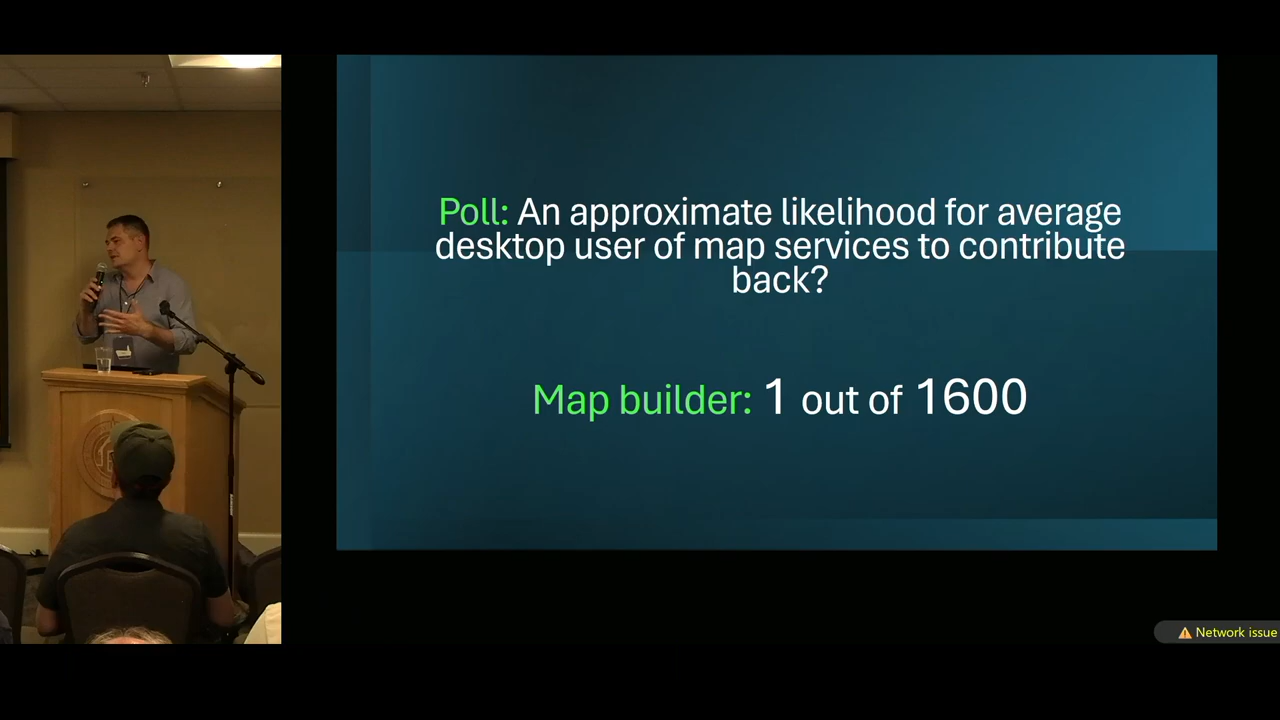 Poll: An approximate likelihood for average
desktop user of map services to contribute
back?
Map builder: 1 out of 1600
Network issue